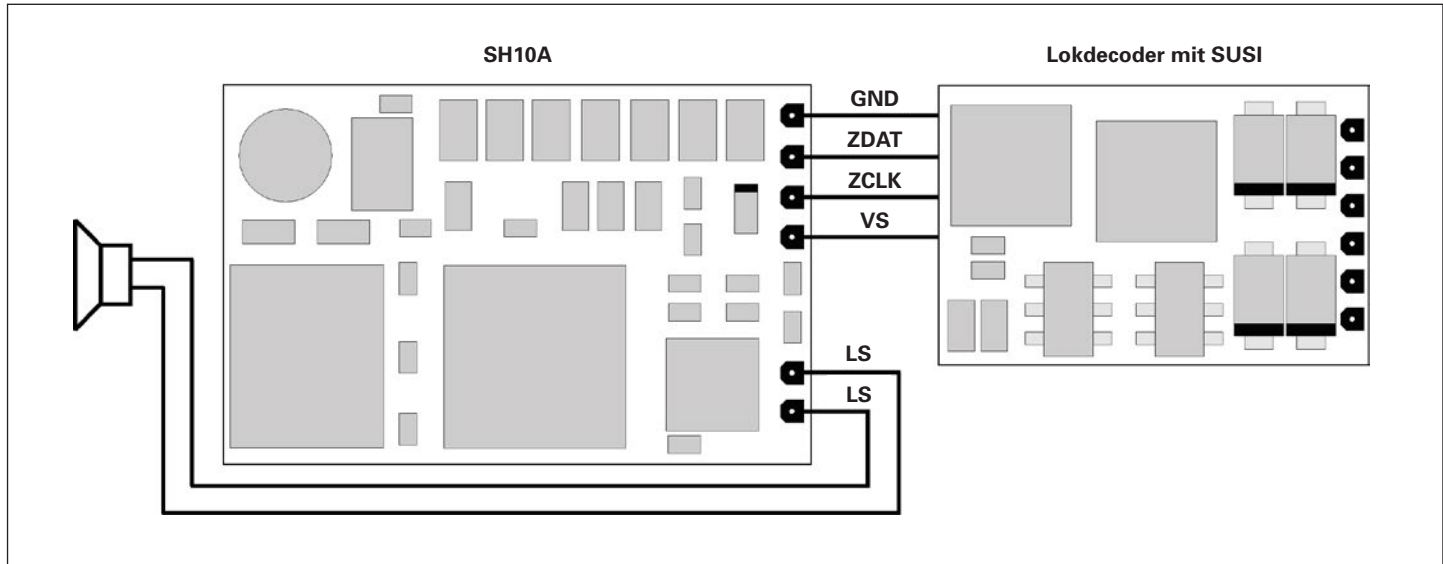 SH10A
Lokdecoder mit SUSI
GND
ZDAT
ZCLK
VS
LS
LS